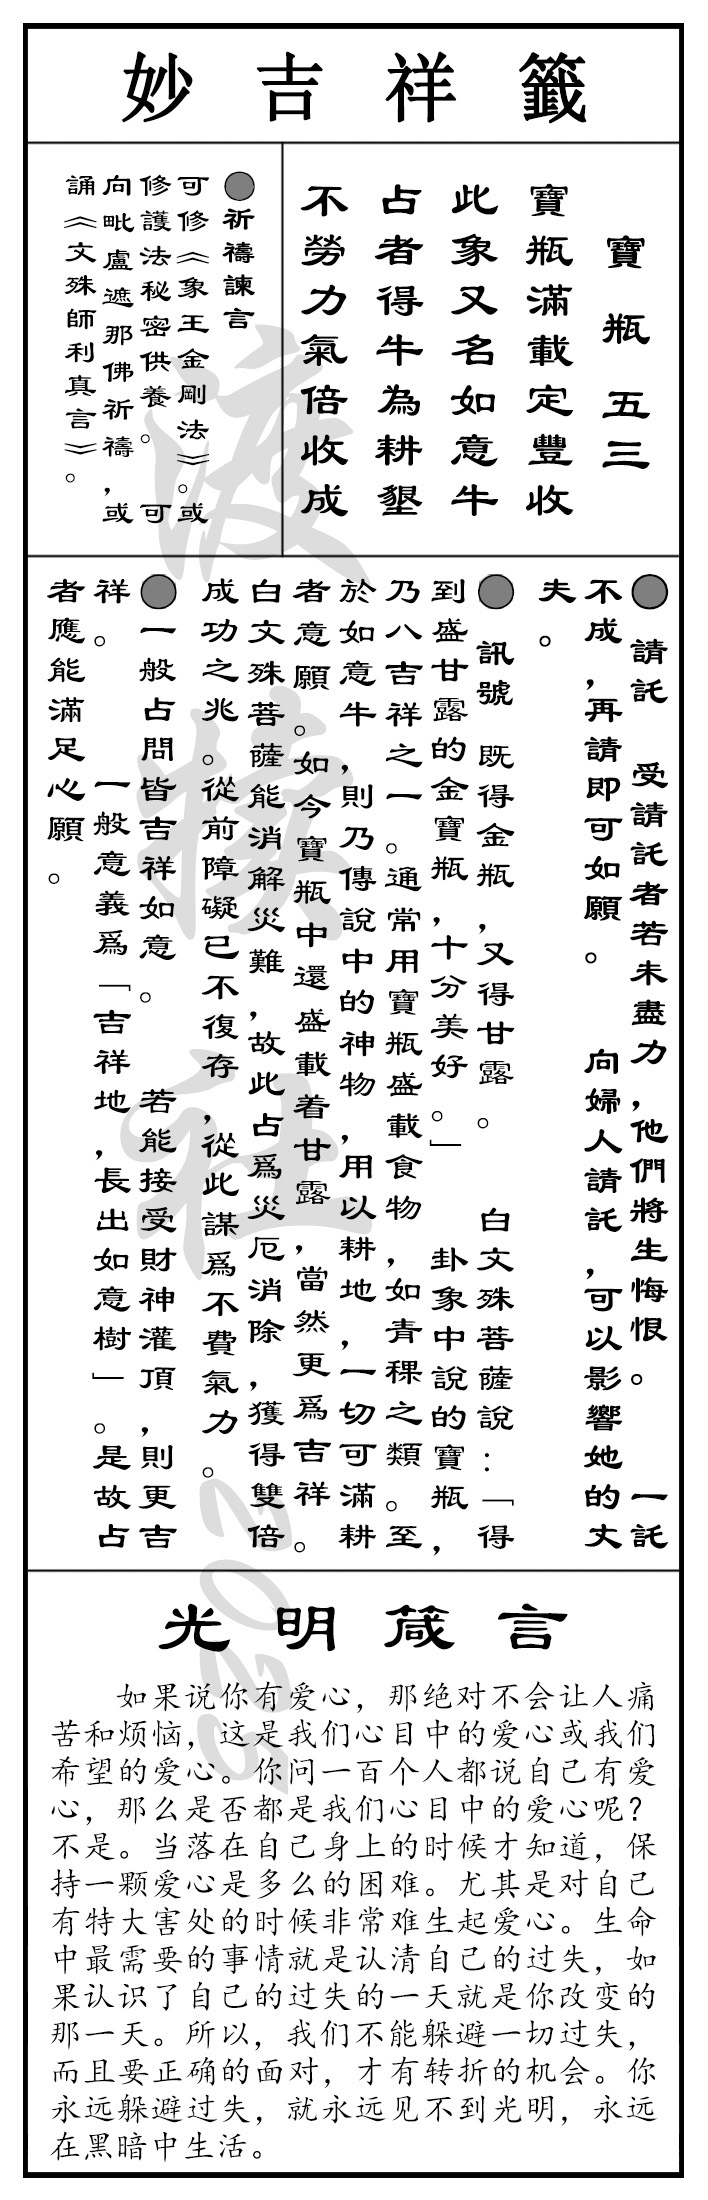 妙吉祥籤
寶瓶五三
寶瓶滿載定豐收
此象又名如意牛
占者得牛為耕墾
不勞力氣倍收成
●祈禱諫言
可修《象王金剛法》。或
修護法秘密供養。 可
向毗盧遮那佛祈禱，或
誦《文殊師利真言》。
●請託 受請託者若未盡力，他們將生悔恨。 一託
不成，再請即可如願。 向婦人請託，可以影響她的丈
夫。
●訊號 既得金瓶，又得甘露。 白文殊菩薩說：「得
到盛甘露的金寶瓶，十分美好。」 卦象中說的寶瓶，
乃八吉祥之一。通常用寶瓶盛載食物，如青稞之類。至
於如意牛，則乃傳說中的神物，用以耕地，一切可滿耕
者意願。如今寶瓶中還盛載着甘露，當然更爲吉祥。
白文殊菩薩能消解災難，故此占爲災厄消除，獲得雙倍
成功之兆。從前障礙已不復存，從此謀爲不費氣力。
●一般占問皆吉祥如意。 若能接受財神灌頂，則更吉
祥。 一般意義爲「吉祥地，長出如意樹」。是故占
者應能滿足心願。
光明箴言
如果说你有爱心，那绝对不会让人痛
苦和烦恼，这是我们心目中的爱心或我们
希望的爱心。你问一百个人都说自己有爱
心，那么是否都是我们心目中的爱心呢？
不是。当落在自己身上的时候才知道，保
持一颗爱心是多么的困难。尤其是对自己
有特大害处的时候非常难生起爱心。生命
中最需要的事情就是认清自己的过失，如
果认识了自己的过失的一天就是你改变的
那一天。所以，我们不能躲避一切过失，
而且要正确的面对，才有转折的机会。你
永远躲避过失，就永远见不到光明，永远
在黑暗中生活。
渡
社
2025